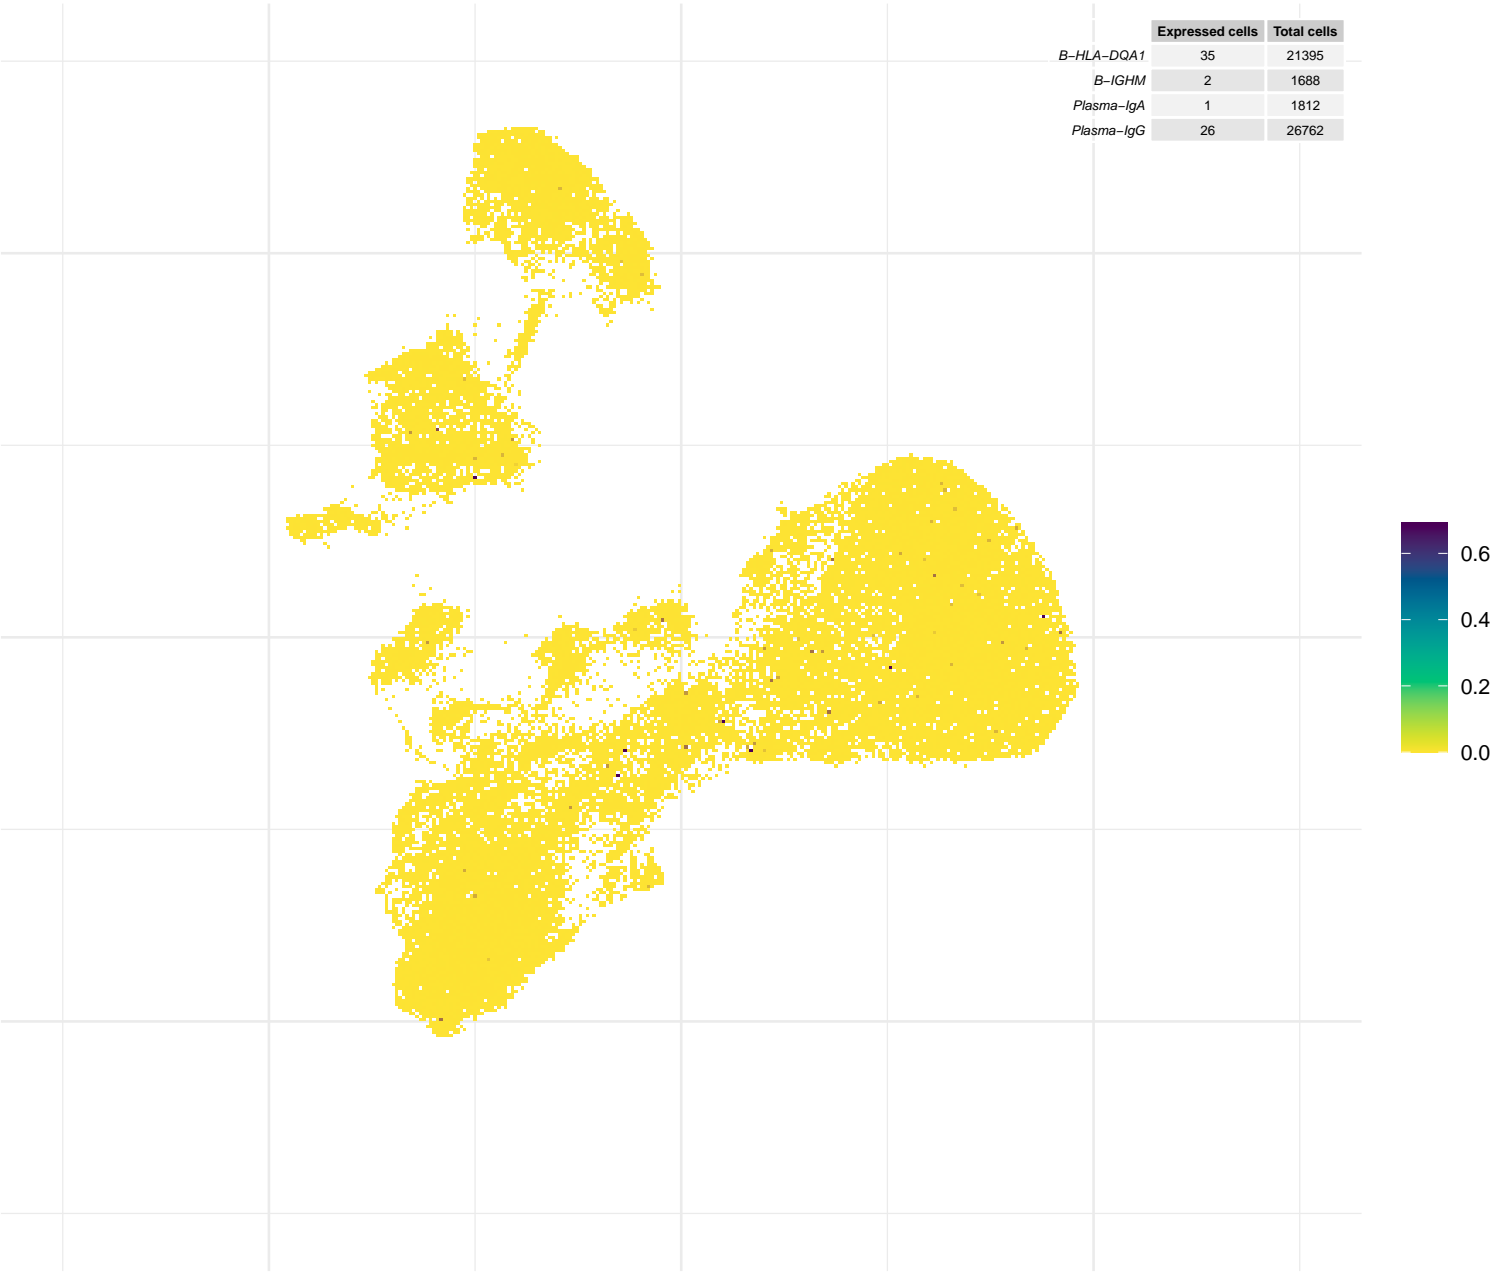 Expressed cells Total cells
B−HLA−DQA1 35 21395
B−IGHM 2 1688
Plasma−IgA 1 1812
Plasma−IgG 26 26762
0.6
0.4
0.2
0.0